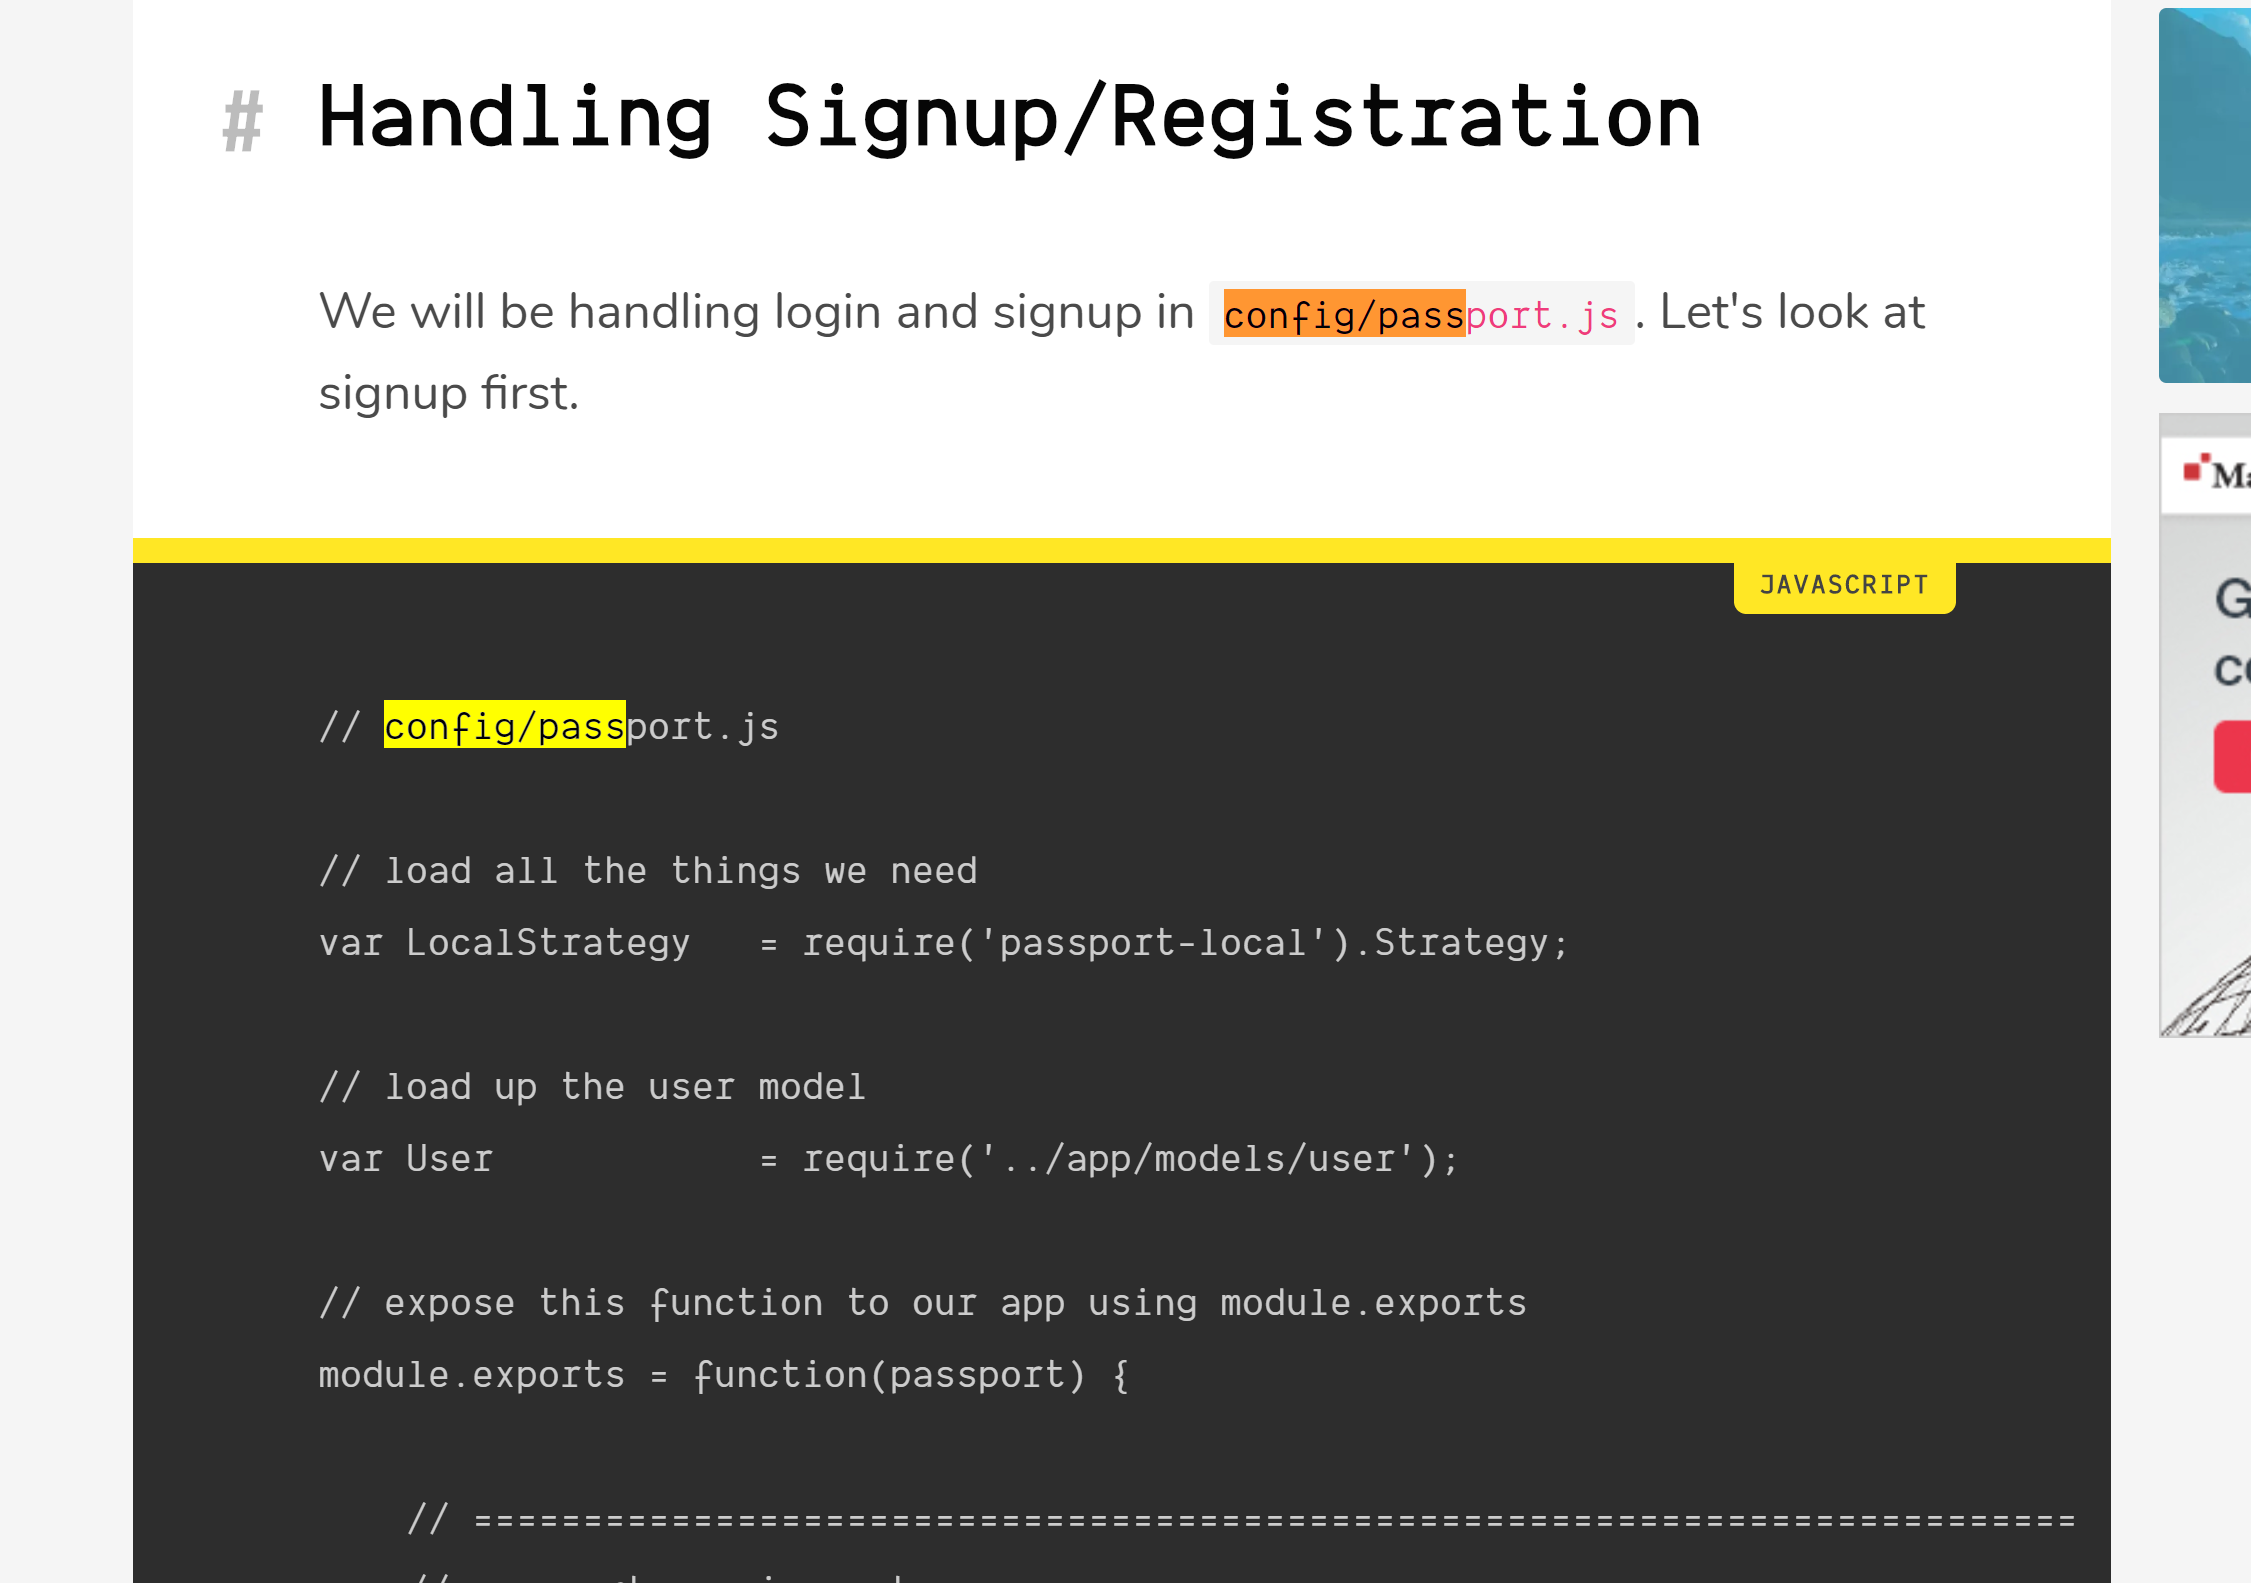 # Handling Signup/Registration
We will be handling login and signup in config/passport.js. Let's look at
signup first.
JAVASCRIPT
// config/passport.js
// load all the things we need
var LocalStrategy   = require('passport-local').Strategy;
// load up the user model
var User            = require('../app/models/user');
// expose this function to our app using module.exports
module.exports = function(passport) {
    // =========================================================================